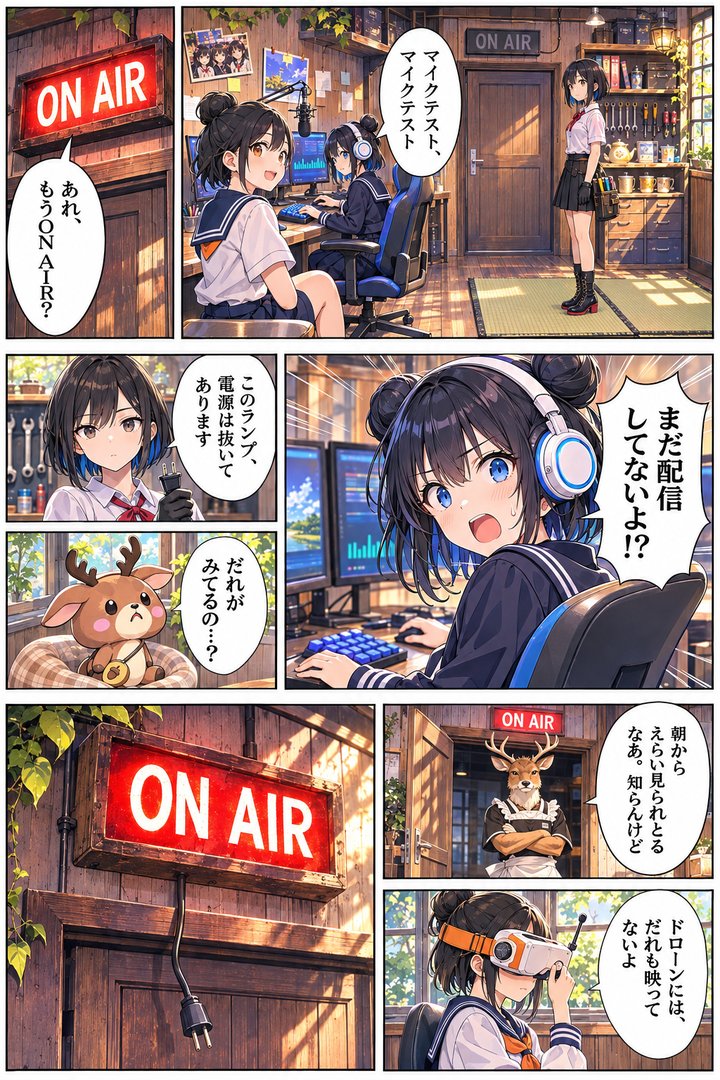 ON AIR
あれ、
もうON AIR?
ON AIR
マイクテスト、
マイクテスト
このランプ、
電源は抜いて
あります
まだ配信
してないよ!?
だれが
みてるの…?
ON AIR
ON AIR
朝から
えらい見られとる
なあ。知らんけど
ドローンには、
だれも映って
ないよ